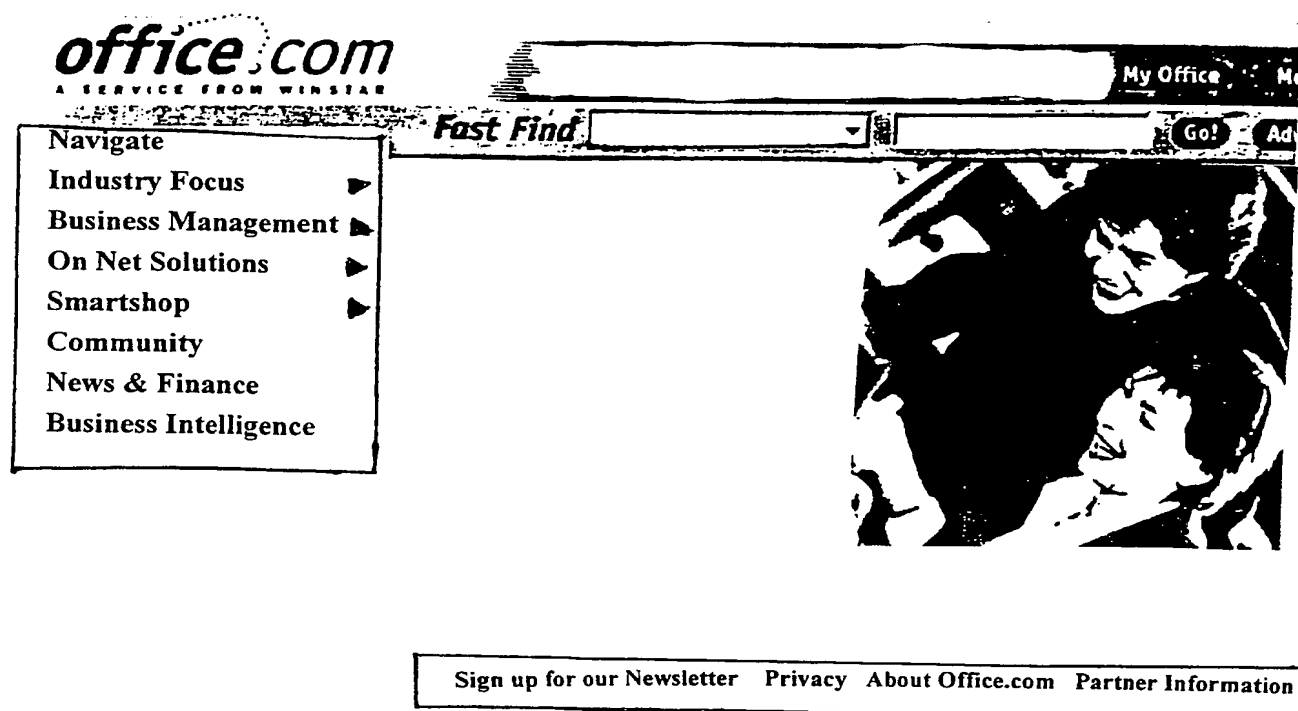 office.com
A SERVICE FROM WINSTAR
My Office
Fast Find
Go!
Navigate
Industry Focus
Business Management
On Net Solutions
Smartshop
Community
News & Finance
Business Intelligence
Sign up for our Newsletter Privacy About Office.com Partner Information